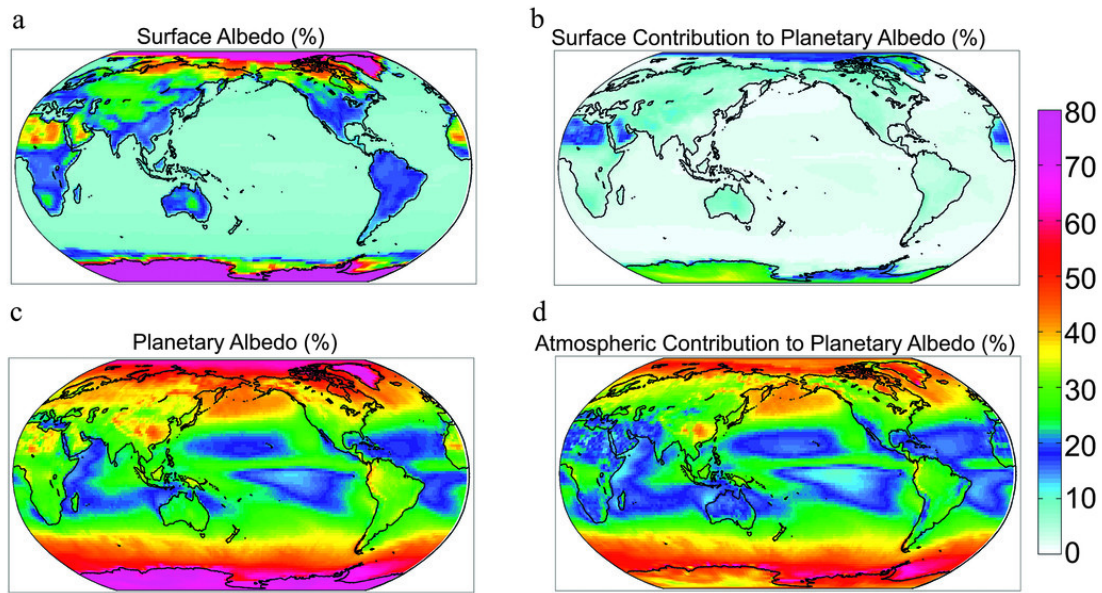 a
Surface Albedo (%)
b
Surface Contribution to Planetary Albedo (%)
c
Planetary Albedo (%)
d
Atmospheric Contribution to Planetary Albedo (%)
80
70
60
50
40
30
20
10
0